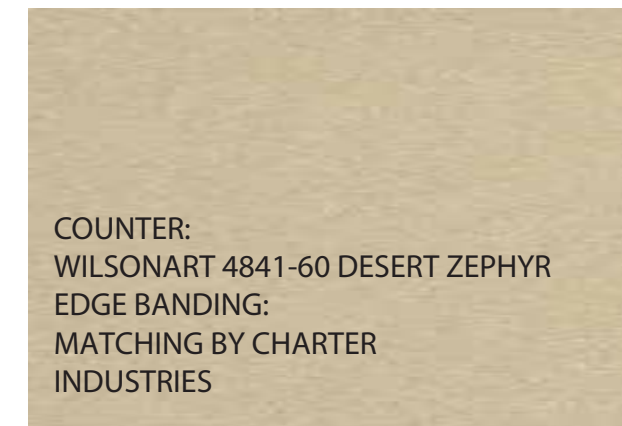 COUNTER:
WILSONART 4841-60 DESERT ZEPHYR
EDGE BANDING:
MATCHING BY CHARTER
INDUSTRIES